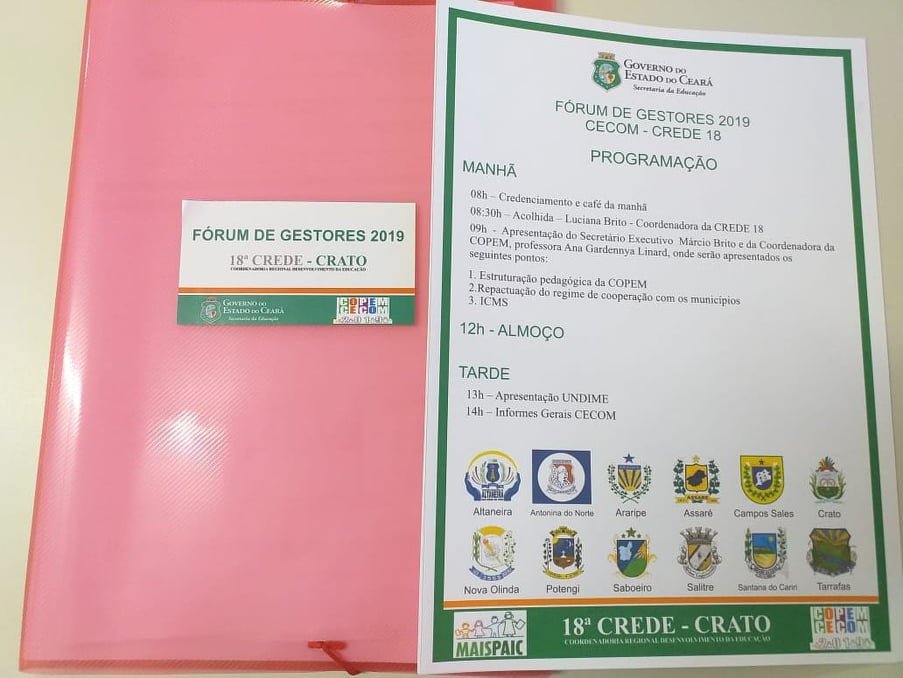 FÓRUM DE GESTORES 2019
18ª CREDE - CRATO
COORDENADORIA REGIONAL DESENVOLVIMENTO DA EDUCAÇÃO
GOVERNO DO
ESTADO DO CEARÁ
Secretaria da Educação
COPEM
CECOM
2019
GOVERNO DO
ESTADO DO CEARÁ
Secretaria da Educação
FÓRUM DE GESTORES 2019
CECOM - CREDE 18
PROGRAMAÇÃO
MANHÃ
08h – Credenciamento e café da manhã
08:30h – Acolhida – Luciana Brito - Coordenadora da CREDE 18
09h - Apresentação do Secretário Executivo Márcio Brito e da Coordenadora da
COPEM, professora Ana Gardennya Linard, onde serão apresentados os
seguintes pontos:
1. Estruturação pedagógica da COPEM
2.Repactuação do regime de cooperação com os municípios
3. ICMS
12h - ALMOÇO
TARDE
13h – Apresentação UNDIME
14h – Informes Gerais CECOM
Altaneira
Antonina do Norte
Araripe
Assaré
Campos Sales
Crato
Nova Olinda
Potengi
Saboeiro
Salitre
Santana do Cariri
Tarrafas
MAISPAIC
18ª CREDE - CRATO
COORDENADORIA REGIONAL DESENVOLVIMENTO DA EDUCAÇÃO
COPEM
CECOM
2019